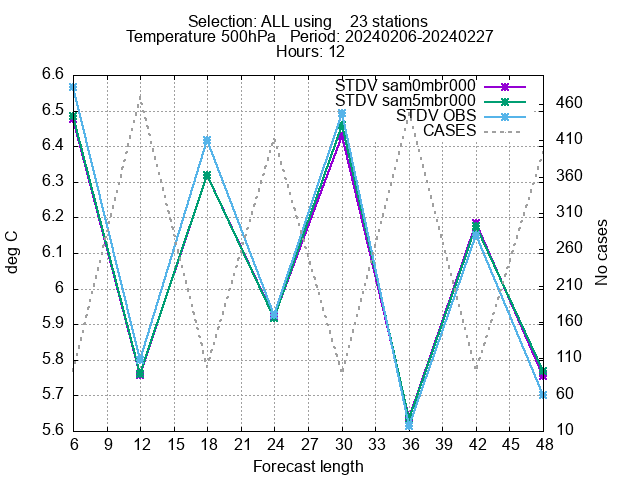 Selection: ALL using    23 stations
Temperature 500hPa   Period: 20240206-20240227
Hours: 12
STDV sam0mbr000
STDV sam5mbr000
STDV OBS
CASES
6.6
6.5
6.4
6.3
6.2
6.1
6
5.9
5.8
5.7
5.6
deg C
460
410
360
310
260
210
160
110
60
10
No cases
6 9 12 15 18 21 24 27 30 33 36 39 42 45 48
Forecast length